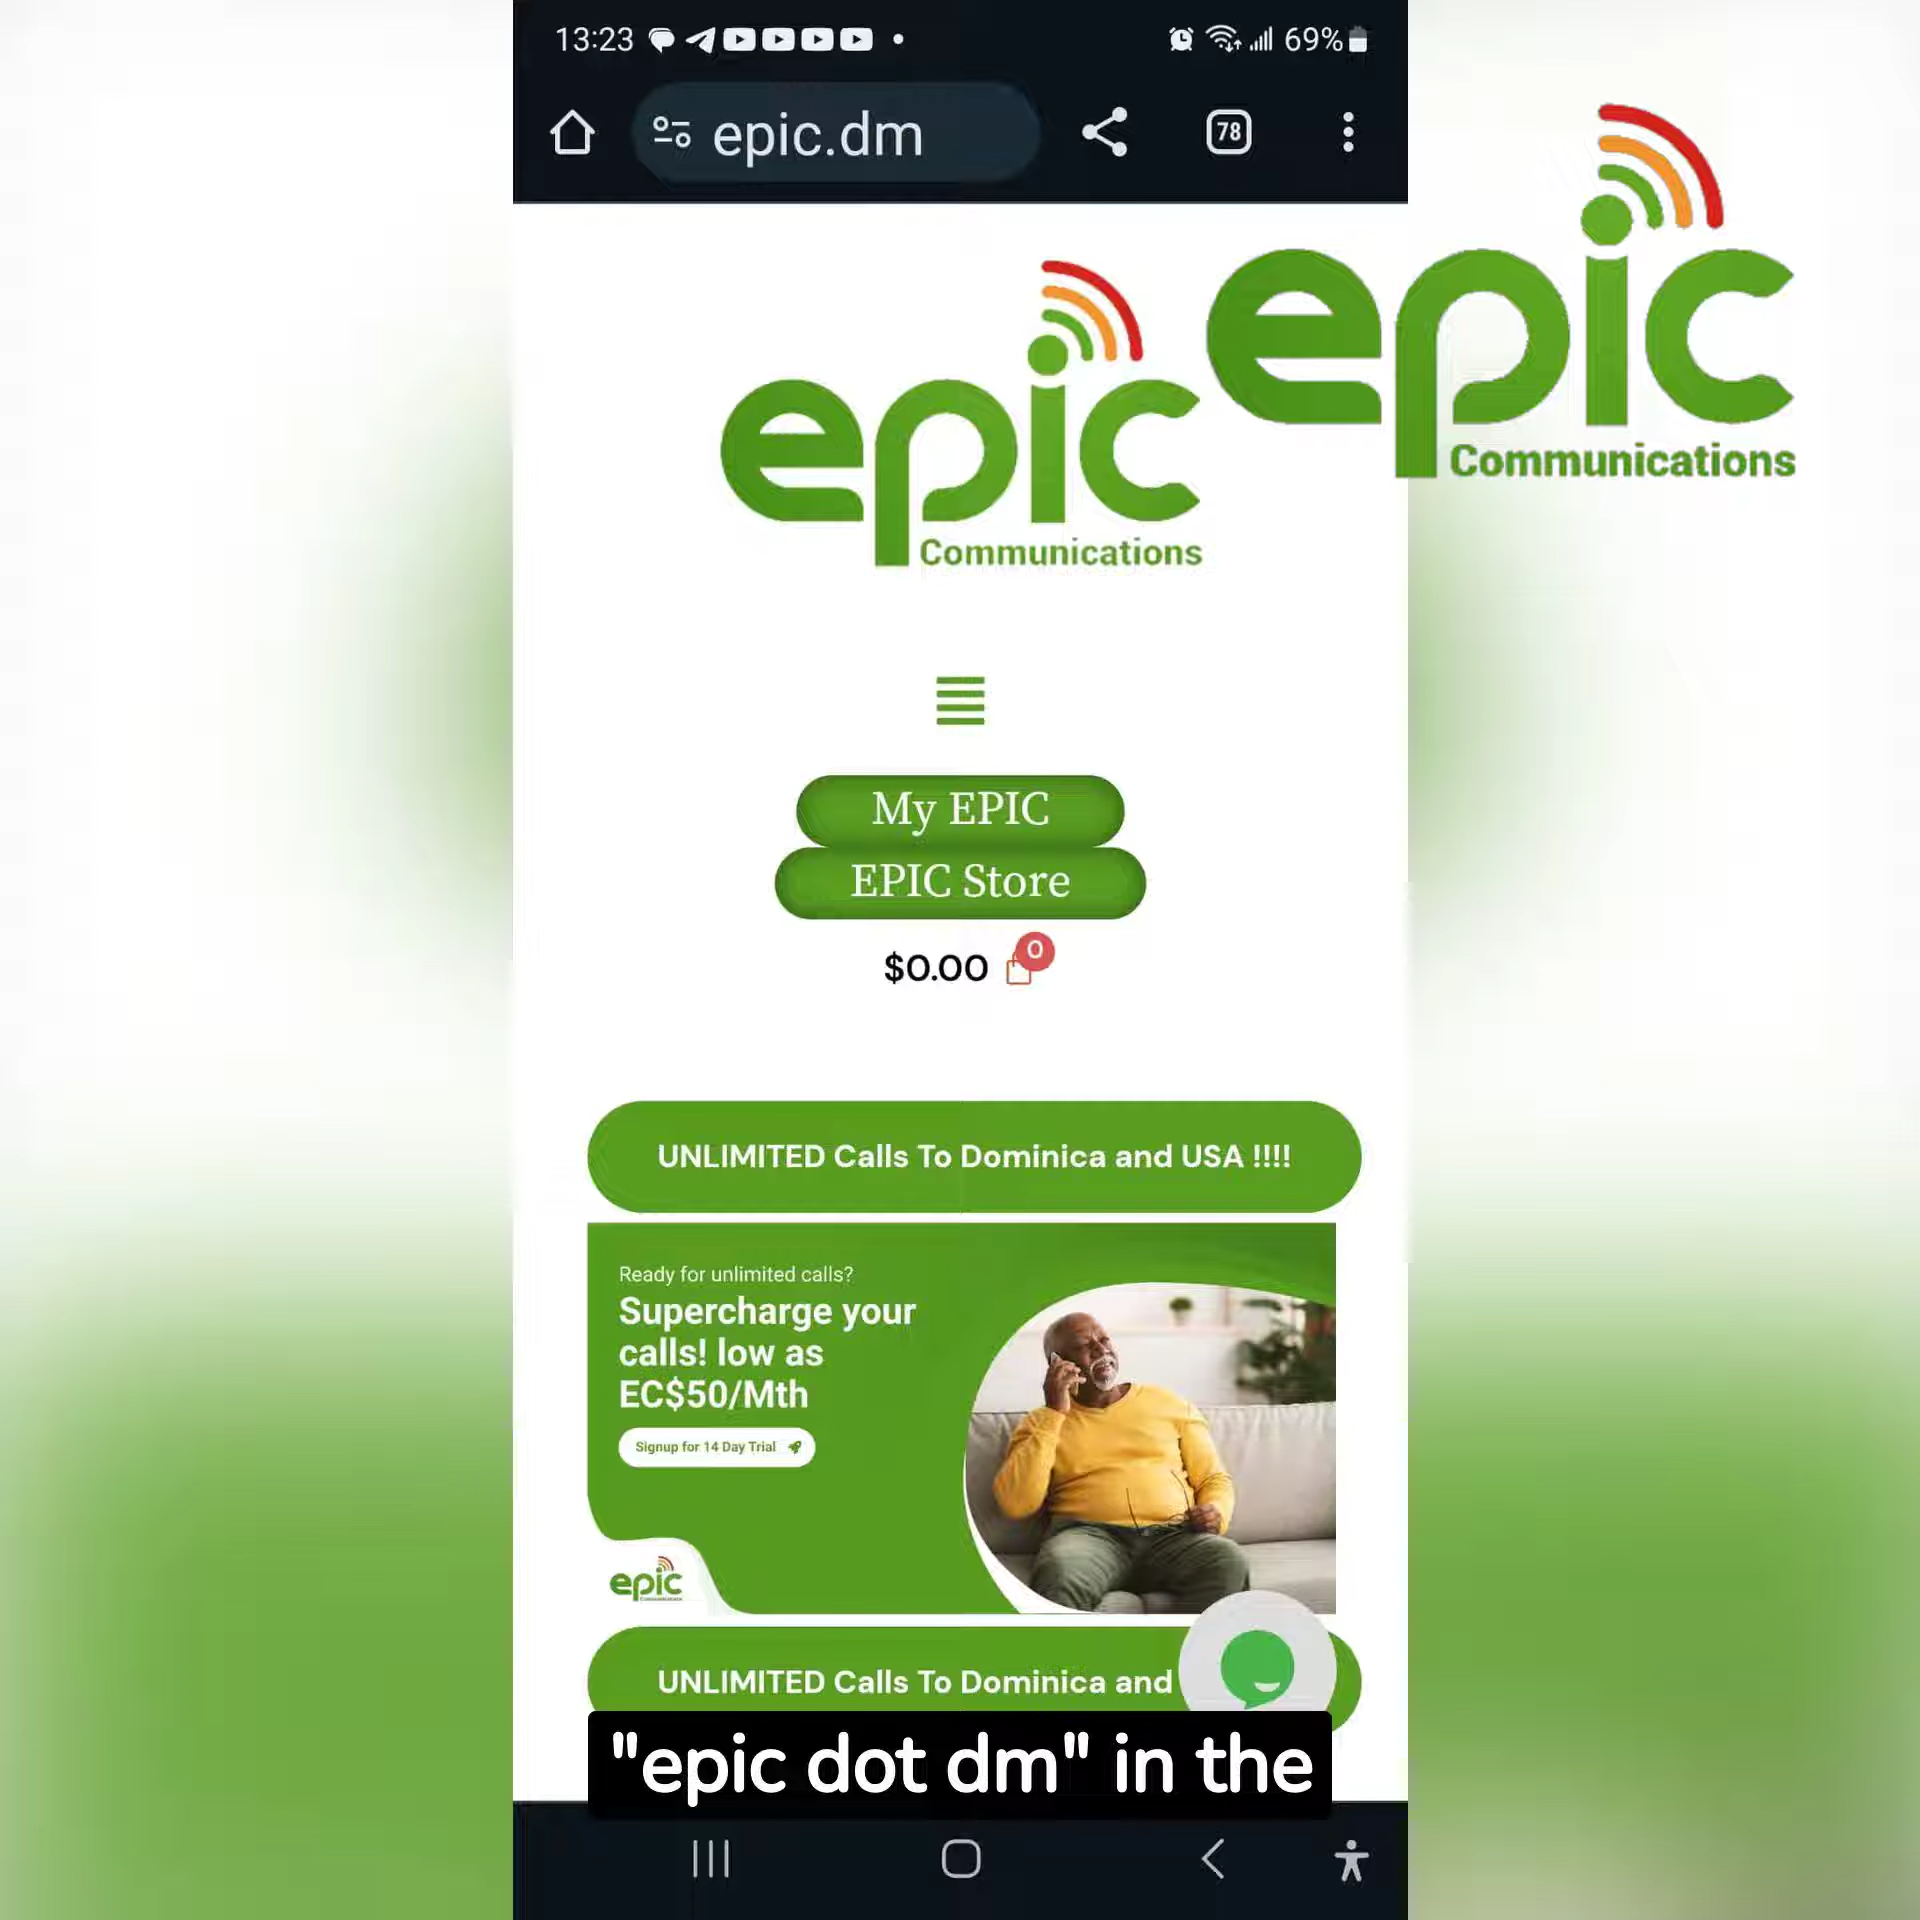 13:23
69%
epic.dm
78
epic
Communications
epic
Communications
My EPIC
EPIC Store
$0.00
0
UNLIMITED Calls To Dominica and USA !!!!
Ready for unlimited calls?
Supercharge your
calls! low as
EC$50/Mth
Signup for 14 Day Trial
epic
Communications
UNLIMITED Calls To Dominica and
"epic dot dm" in the